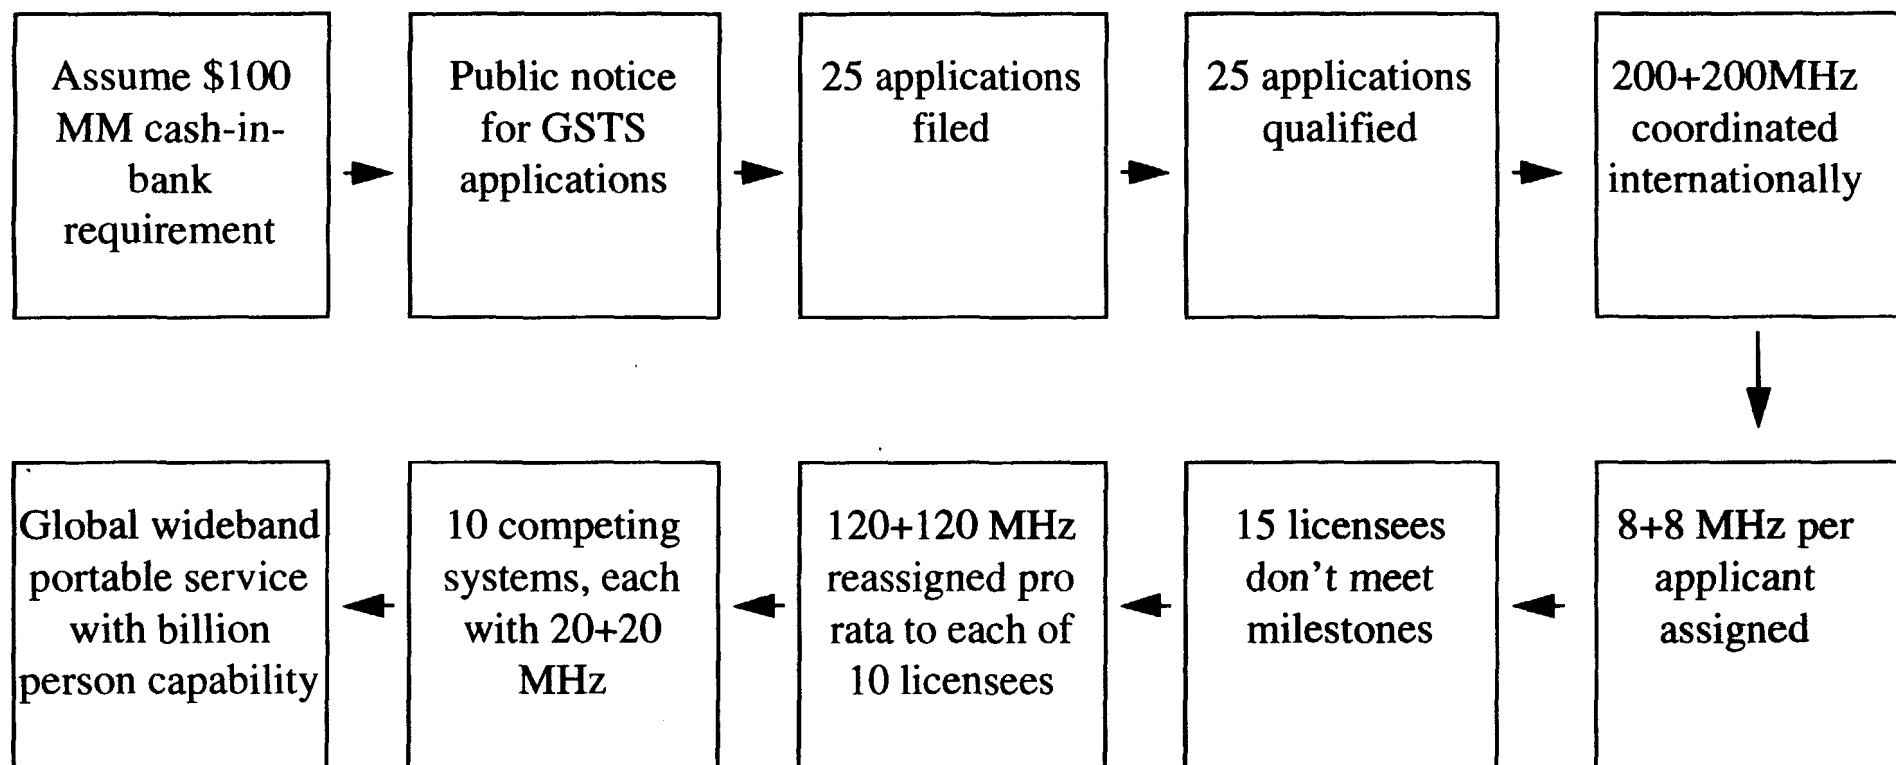 Assume $100
MM cash-in-
bank
requirement
Public notice
for GSTS
applications
25 applications
filed
25 applications
qualified
200+200MHz
coordinated
internationally
8+8 MHz per
applicant
assigned
15 licensees
don't meet
milestones
120+120 MHz
reassigned pro
rata to each of
10 licensees
10 competing
systems, each
with 20+20
MHz
Global wideband
portable service
with billion
person capability